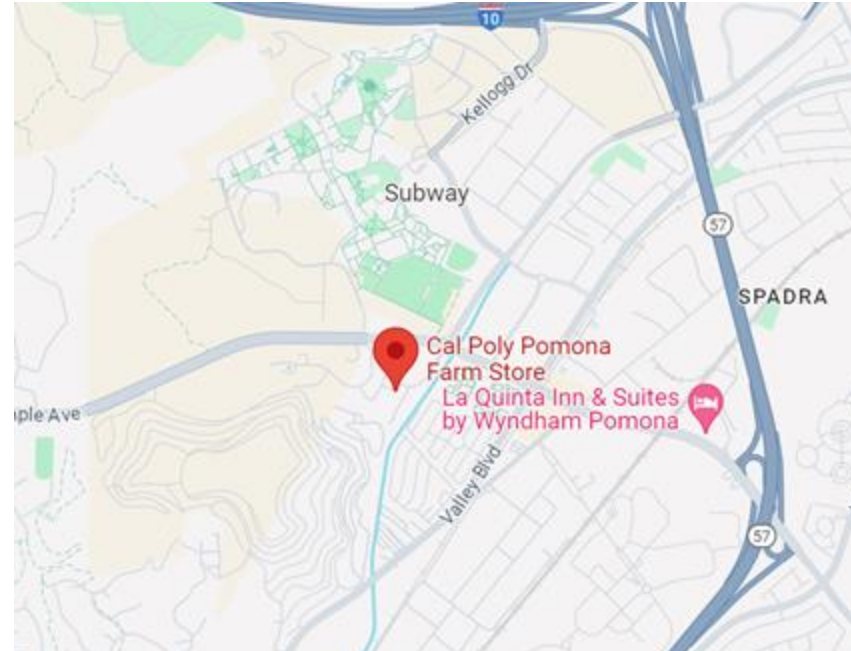 10
Kellogg Dr
Subway
57
SPADRA
Cal Poly Pomona
Farm Store
La Quinta Inn & Suites
by Wyndham Pomona
ple Ave
Valley Blvd
57